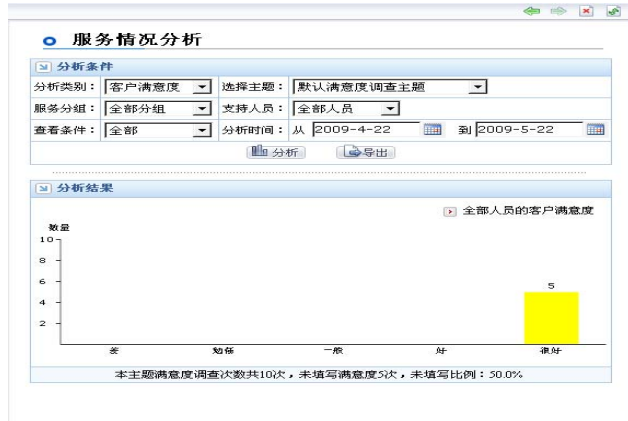 服务情况分析
分析条件
分析类别： 客户满意度 选择主题： 默认满意度调查主题
服务分组： 全部分组 支持人员： 全部人员
查看条件： 全部 分析时间： 从 2009-4-22 到 2009-5-22
分析 导出
分析结果
全部人员的客户满意度
数量
10
8
6
5
4
2
差 勉强 一般 好 很好
本主题满意度调查次数共10次，未填写满意度5次，未填写比例：50.0%